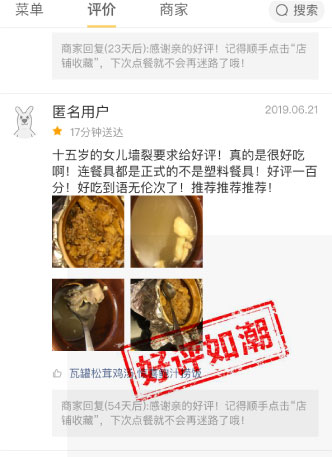 菜单
评价
商家
搜索
商家回复(23天后):感谢亲的好评！记得顺手点击“店
铺收藏”，下次点餐就不会再迷路了哦！
匿名用户
2019.06.21
17分钟送达
十五岁的女儿墙裂要求给好评！真的是很好吃
啊！连餐具都是正式的不是塑料餐具！好评一百
分！好吃到语无伦次了！推荐推荐推荐！
好评如潮
瓦罐松茸鸡汤,
鲍汁捞饭
商家回复(54天后):感谢亲的好评！记得顺手点击“店
铺收藏”，下次点餐就不会再迷路了哦！